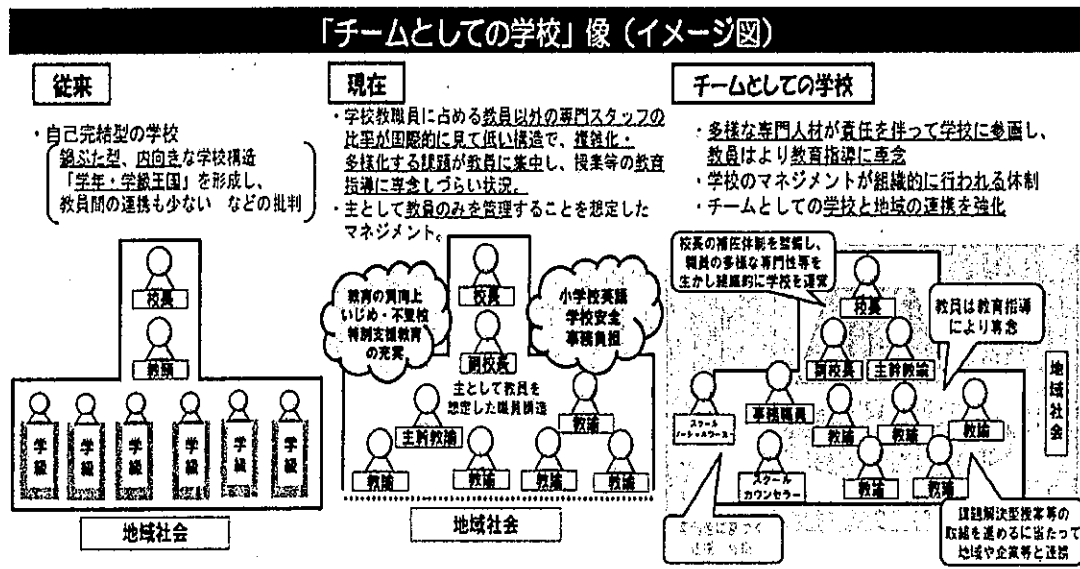 「チームとしての学校」像（イメージ図）
従来
・自己完結型の学校
鍋ぶた型、内向きな学校構造
「学年・学級王国」を形成し、
教員間の連携も少ない などの批判
校長
教頭
学級
学級
学級
学級
学級
学級
地域社会
現在
・学校教職員に占める教員以外の専門スタッフの
比率が国際的に見て低い構造で、複雑化・
多様化する課題が教員に集中し、授業等の教育
指導に専念しづらい状況。
・主として教員のみを管理することを想定した
マネジメント。
教育の質向上
いじめ・不登校
特別支援教育
の充実
校長
小学校英語
学校安全
事務負担
副校長
主として教員を
想定した職員構造
主幹教諭
教諭
教諭
教諭
教諭
教諭
地域社会
チームとしての学校
・多様な専門人材が責任を伴って学校に参画し、
教員はより教育指導に専念
・学校のマネジメントが組織的に行われる体制
・チームとしての学校と地域の連携を強化
校長の補佐体制を整備し、
職員の多様な専門性等を
生かし組織的に学校を運営
校長
教員は教育指導
により専念
副校長
主幹教諭
地域社会
スクール
ソーシャルワーカー
事務職員
教諭
教諭
教諭
スクール
カウンセラー
教諭
教諭
課題解決型授業等の
取組を進めるに当たって
地域や企業等と連携